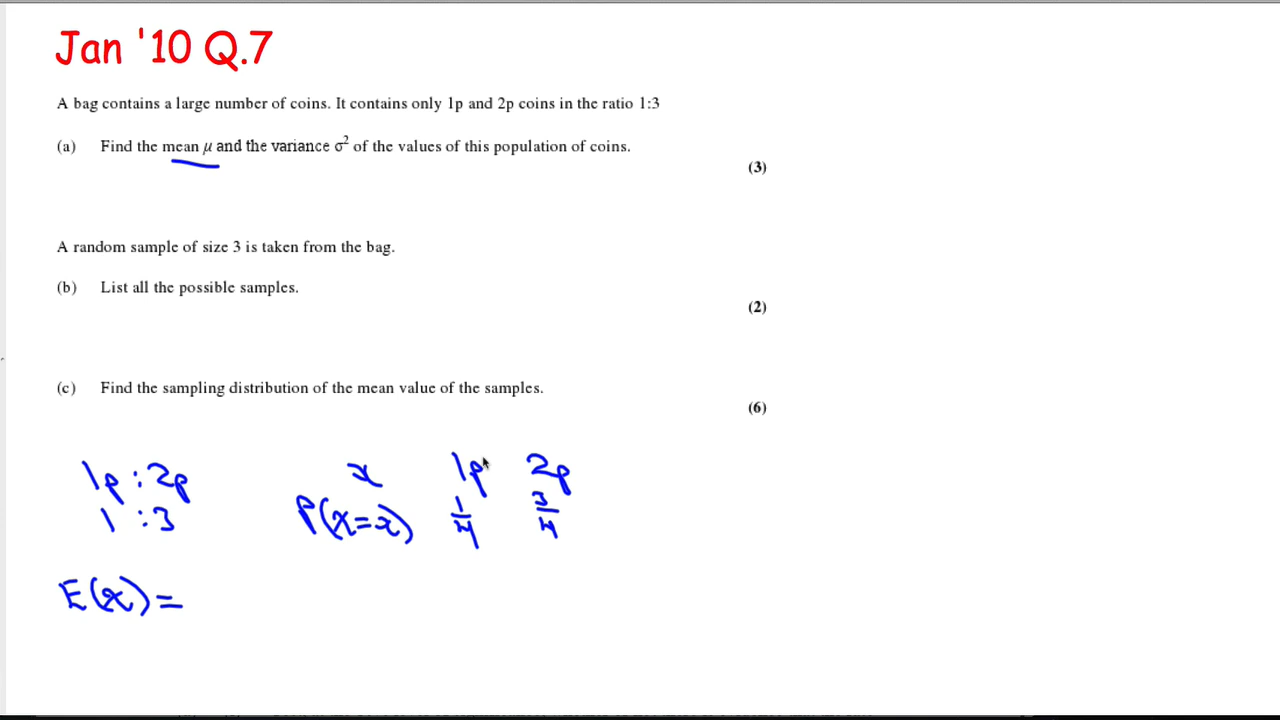 Jan '10 Q.7
A bag contains a large number of coins. It contains only 1p and 2p coins in the ratio 1:3
(a) Find the mean μ and the variance σ² of the values of this population of coins.
(3)
A random sample of size 3 is taken from the bag.
(b) List all the possible samples.
(2)
(c) Find the sampling distribution of the mean value of the samples.
(6)
1p : 2p x 1p 2p
1 : 3 P(X=x) 1/4 3/4
E(x) =